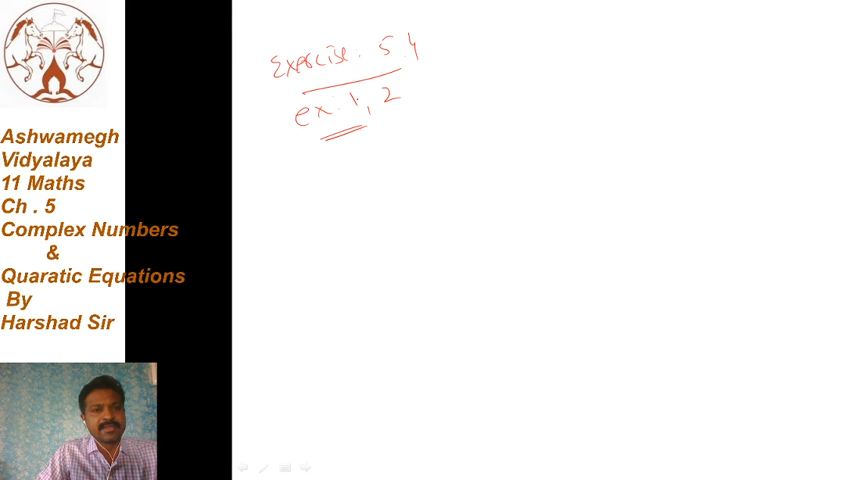 Ashwamegh
Vidyalaya
11 Maths
Ch . 5
Complex Numbers
&
Quaratic Equations
By
Harshad Sir
Exercise. 5.4
ex. 1, 2